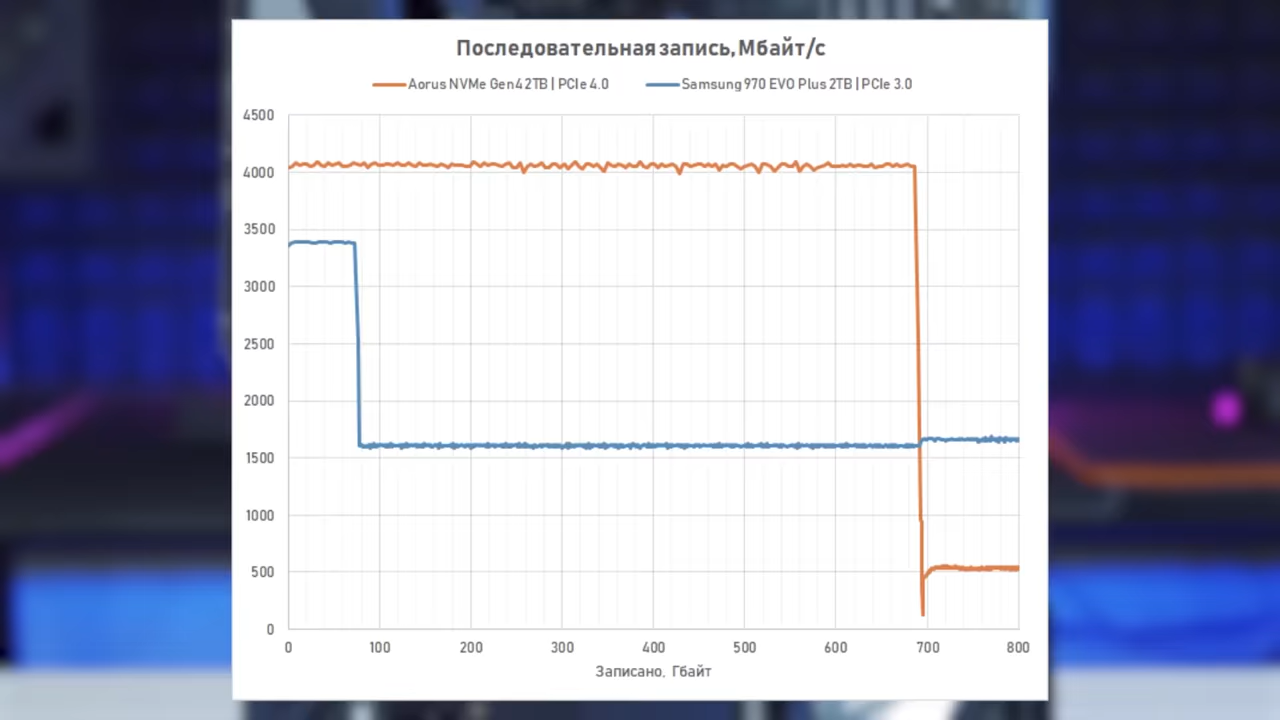 Последовательная запись, Мбайт/с
Aorus NVMe Gen4 2TB | PCIe 4.0
Samsung 970 EVO Plus 2TB | PCIe 3.0
4500
4000
3500
3000
2500
2000
1500
1000
500
0
0 100 200 300 400 500 600 700 800
Записано, Гбайт